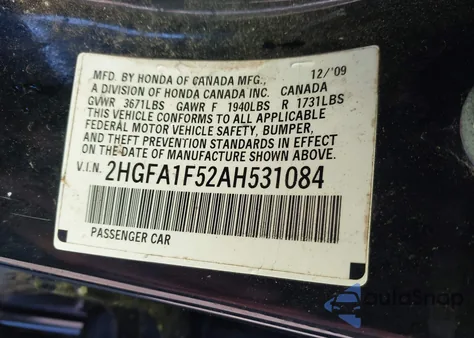 MFD. BY HONDA OF CANADA MFG., 12/'09
A DIVISION OF HONDA CANADA INC. CANADA
GVWR 3671LBS GAWR F 1940LBS R 1731LBS
THIS VEHICLE CONFORMS TO ALL APPLICABLE
FEDERAL MOTOR VEHICLE SAFETY, BUMPER,
AND THEFT PREVENTION STANDARDS IN EFFECT
ON THE DATE OF MANUFACTURE SHOWN ABOVE.
V.I.N. 2HGFA1F52AH531084
PASSENGER CAR
AutoSnap